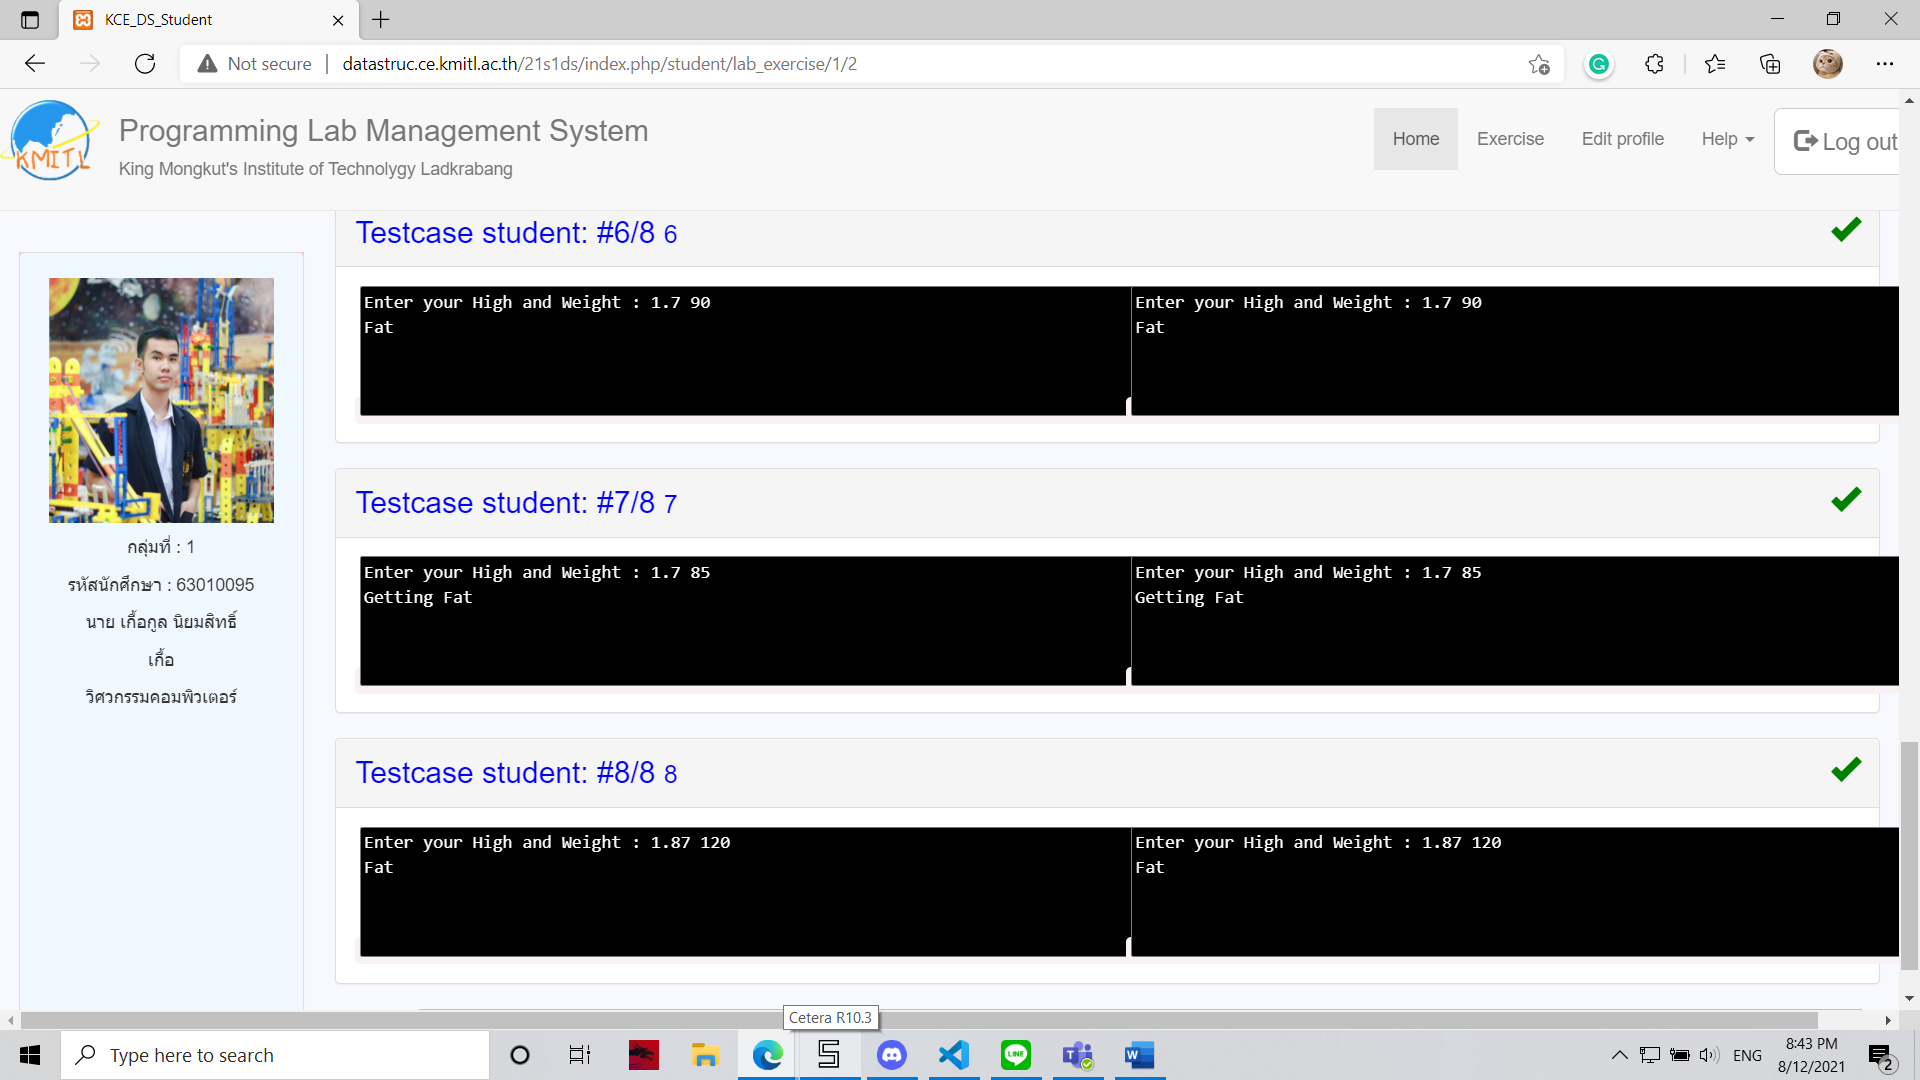 KCE_DS_Student
Not secure
datastruc.ce.kmitl.ac.th/21s1ds/index.php/student/lab_exercise/1/2
KMITL
Programming Lab Management System
King Mongkut's Institute of Technolygy Ladkrabang
Home
Exercise
Edit profile
Help
Log out
กลุ่มที่ : 1
รหัสนักศึกษา : 63010095
นาย เกื้อกูล นิยมสิทธิ์
เกื้อ
วิศวกรรมคอมพิวเตอร์
Testcase student: #6/8 6
Enter your High and Weight : 1.7 90
Fat
Enter your High and Weight : 1.7 90
Fat
Testcase student: #7/8 7
Enter your High and Weight : 1.7 85
Getting Fat
Enter your High and Weight : 1.7 85
Getting Fat
Testcase student: #8/8 8
Enter your High and Weight : 1.87 120
Fat
Enter your High and Weight : 1.87 120
Fat
Cetera R10.3
Type here to search
LINE
ENG
8:43 PM
8/12/2021
2